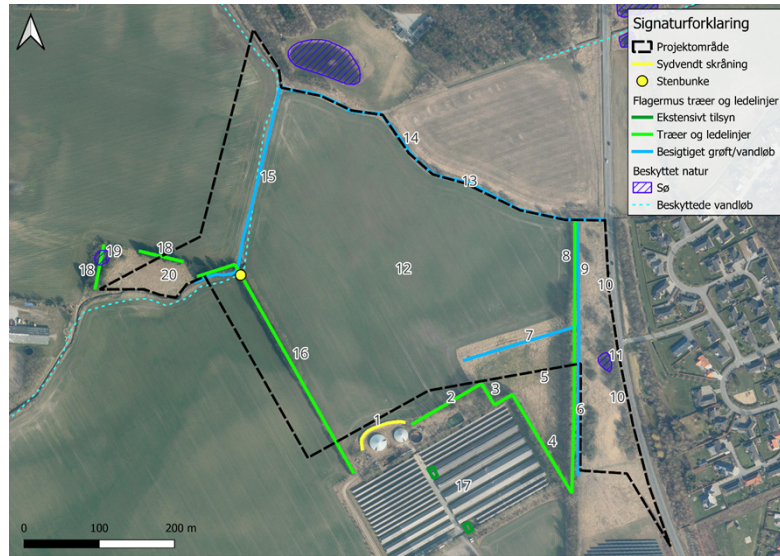 Signaturforklaring
Projektområde
Sydvendt skråning
Stenbunke
Flagermus træer og ledelinjer
Ekstensivt tilsyn
Træer og ledelinjer
Besigtiget grøft/vandløb
Beskyttet natur
Sø
Beskyttede vandløb
14
13
15
8
9
19
18
18
20
12
10
7
11
16
5
3
2
6
10
1
4
17
0 100 200 m